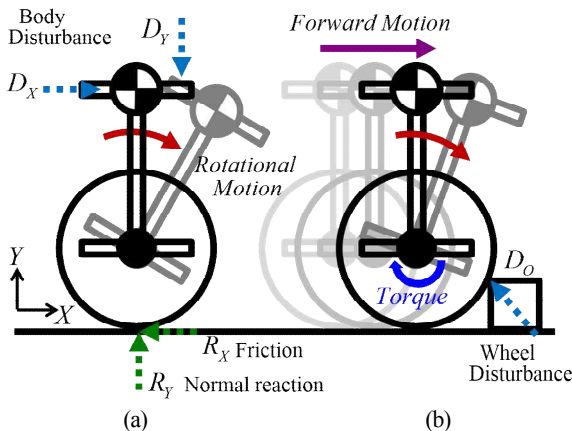 Body
Disturbance
D_Y
D_X
Rotational
Motion
Y
X
R_X Friction
R_Y Normal reaction
(a)
Forward Motion
Torque
D_O
Wheel
Disturbance
(b)